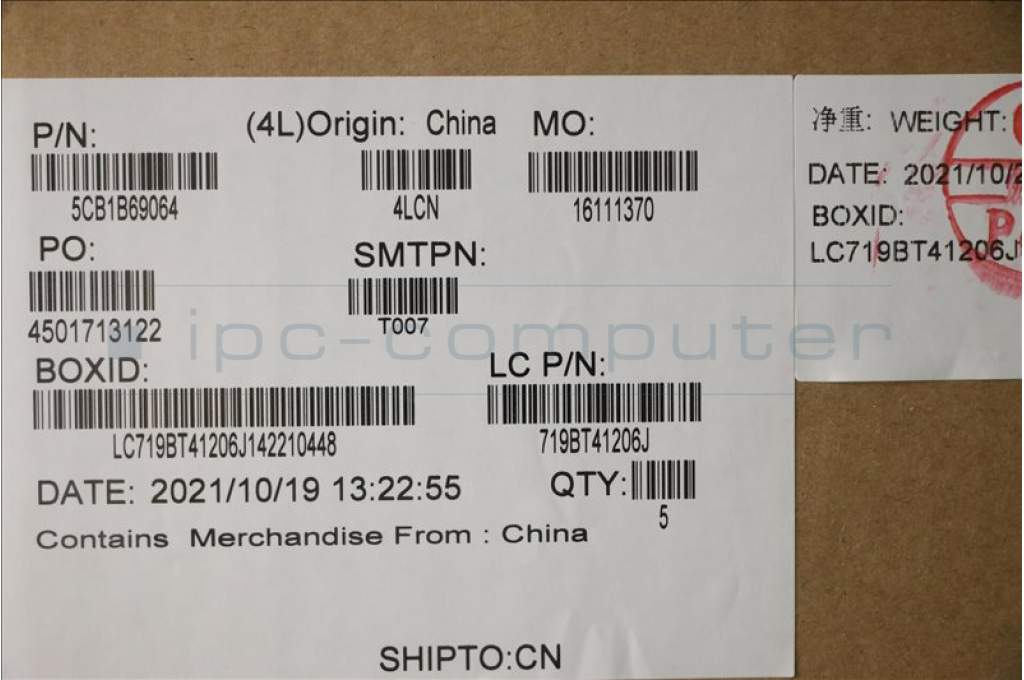 P/N:
(4L)Origin: China
MO:
5CB1B69064
4LCN
16111370
PO:
SMTPN:
4501713122
T007
BOXID:
LC P/N:
LC719BT41206J142210448
719BT41206J
DATE: 2021/10/19 13:22:55
QTY:
5
Contains Merchandise From : China
SHIPTO:CN
净重: WEIGHT:
DATE: 2021/10/2
BOXID:
LC719BT41206J
ipc-computer